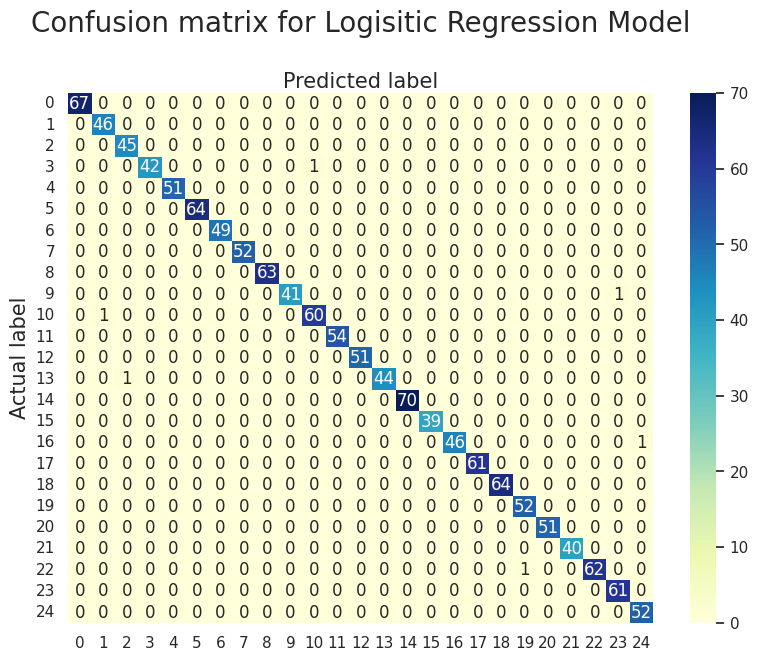 Confusion matrix for Logisitic Regression Model
Predicted label
Actual label
0 67 0 0 0 0 0 0 0 0 0 0 0 0 0 0 0 0 0 0 0 0 0 0 0 0
1 0 46 0 0 0 0 0 0 0 0 0 0 0 0 0 0 0 0 0 0 0 0 0 0 0
2 0 0 45 0 0 0 0 0 0 0 0 0 0 0 0 0 0 0 0 0 0 0 0 0 0
3 0 0 0 42 0 0 0 0 0 0 1 0 0 0 0 0 0 0 0 0 0 0 0 0 0
4 0 0 0 0 51 0 0 0 0 0 0 0 0 0 0 0 0 0 0 0 0 0 0 0 0
5 0 0 0 0 0 64 0 0 0 0 0 0 0 0 0 0 0 0 0 0 0 0 0 0 0
6 0 0 0 0 0 0 49 0 0 0 0 0 0 0 0 0 0 0 0 0 0 0 0 0 0
7 0 0 0 0 0 0 0 52 0 0 0 0 0 0 0 0 0 0 0 0 0 0 0 0 0
8 0 0 0 0 0 0 0 0 63 0 0 0 0 0 0 0 0 0 0 0 0 0 0 0 0
9 0 0 0 0 0 0 0 0 0 41 0 0 0 0 0 0 0 0 0 0 0 0 0 1 0
10 0 1 0 0 0 0 0 0 0 0 60 0 0 0 0 0 0 0 0 0 0 0 0 0 0
11 0 0 0 0 0 0 0 0 0 0 0 54 0 0 0 0 0 0 0 0 0 0 0 0 0
12 0 0 0 0 0 0 0 0 0 0 0 0 51 0 0 0 0 0 0 0 0 0 0 0 0
13 0 0 1 0 0 0 0 0 0 0 0 0 0 44 0 0 0 0 0 0 0 0 0 0 0
14 0 0 0 0 0 0 0 0 0 0 0 0 0 0 70 0 0 0 0 0 0 0 0 0 0
15 0 0 0 0 0 0 0 0 0 0 0 0 0 0 0 39 0 0 0 0 0 0 0 0 0
16 0 0 0 0 0 0 0 0 0 0 0 0 0 0 0 0 46 0 0 0 0 0 0 0 1
17 0 0 0 0 0 0 0 0 0 0 0 0 0 0 0 0 0 61 0 0 0 0 0 0 0
18 0 0 0 0 0 0 0 0 0 0 0 0 0 0 0 0 0 0 64 0 0 0 0 0 0
19 0 0 0 0 0 0 0 0 0 0 0 0 0 0 0 0 0 0 0 52 0 0 0 0 0
20 0 0 0 0 0 0 0 0 0 0 0 0 0 0 0 0 0 0 0 0 51 0 0 0 0
21 0 0 0 0 0 0 0 0 0 0 0 0 0 0 0 0 0 0 0 0 0 40 0 0 0
22 0 0 0 0 0 0 0 0 0 0 0 0 0 0 0 0 0 0 0 1 0 0 62 0 0
23 0 0 0 0 0 0 0 0 0 0 0 0 0 0 0 0 0 0 0 0 0 0 0 61 0
24 0 0 0 0 0 0 0 0 0 0 0 0 0 0 0 0 0 0 0 0 0 0 0 0 52
0 1 2 3 4 5 6 7 8 9 10 11 12 13 14 15 16 17 18 19 20 21 22 23 24
70
60
50
40
30
20
10
0